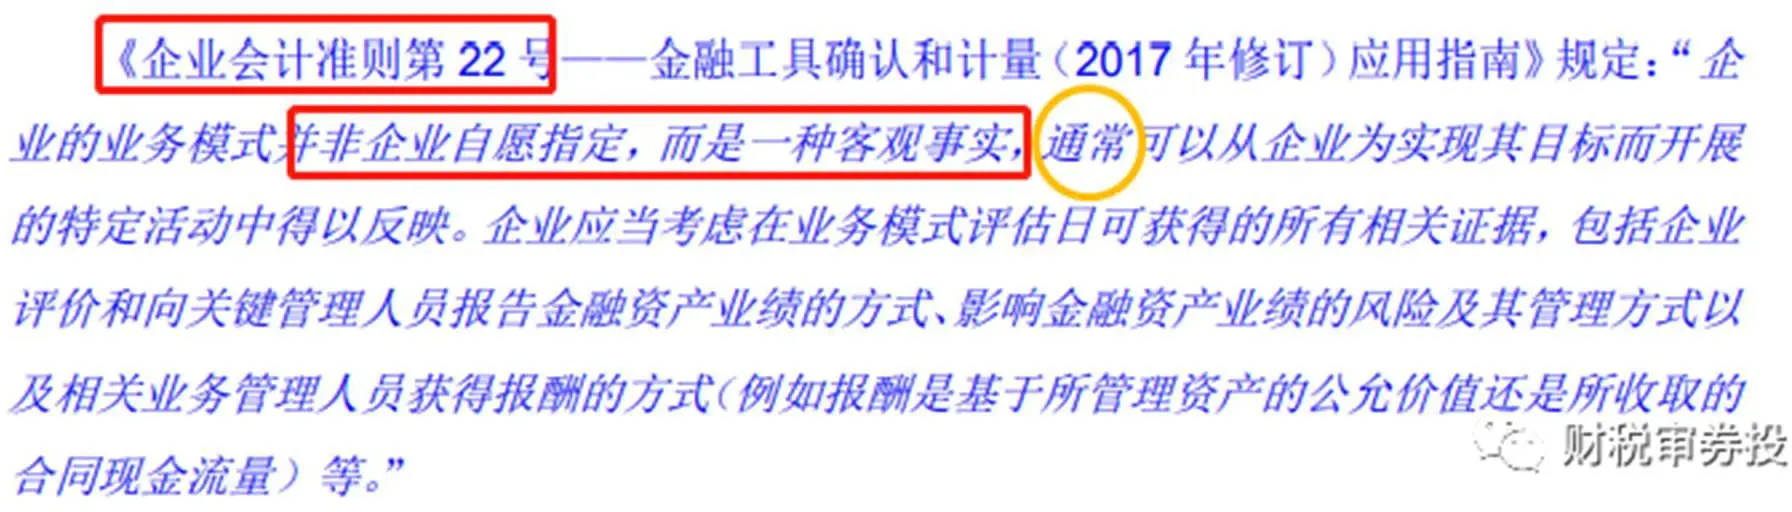 《企业会计准则第 22 号——金融工具确认和计量（2017 年修订）应用指南》规定：“企
业的业务模式并非企业自愿指定，而是一种客观事实，通常可以从企业为实现其目标而开展
的特定活动中得以反映。企业应当考虑在业务模式评估日可获得的所有相关证据，包括企业
评价和向关键管理人员报告金融资产业绩的方式、影响金融资产业绩的风险及其管理方式以
及相关业务管理人员获得报酬的方式（例如报酬是基于所管理资产的公允价值还是所收取的
合同现金流量）等。”
财税审券投